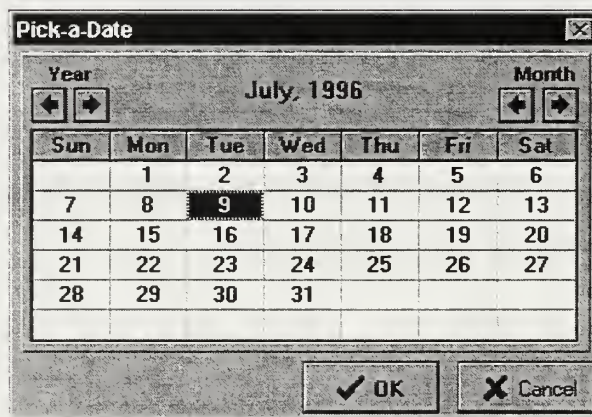 Pick-a-Date
Year July, 1996 Month
Sun Mon Tue Wed Thu Fri Sat
1 2 3 4 5 6
7 8 9 10 11 12 13
14 15 16 17 18 19 20
21 22 23 24 25 26 27
28 29 30 31
OK Cancel